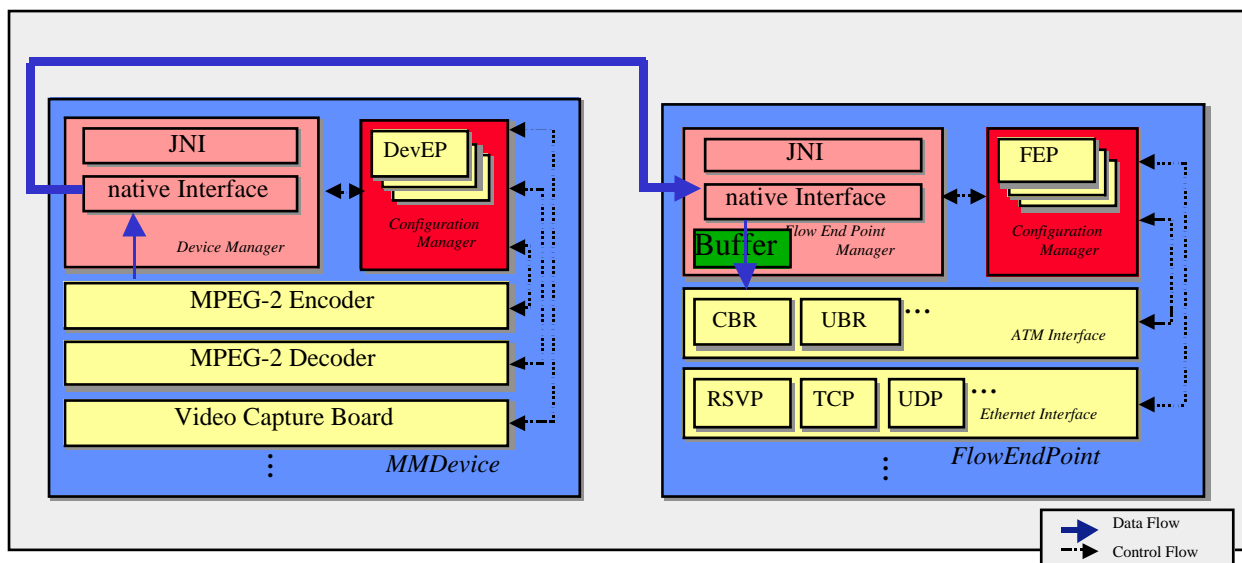 JNI
native Interface
Device Manager
DevEP
Configuration
Manager
MPEG-2 Encoder
MPEG-2 Decoder
Video Capture Board
⋮
MMDevice
JNI
native Interface
Buffer
Flow End Point
Manager
FEP
Configuration
Manager
CBR
UBR
...
ATM Interface
RSVP
TCP
UDP
...
Ethernet Interface
⋮
FlowEndPoint
Data Flow
Control Flow